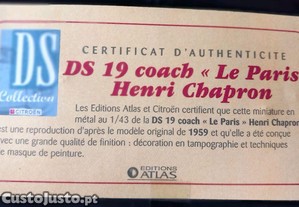 CERTIFICAT D'AUTHENTICITE
DS
Collection
DS 19 coach « Le Paris
Henri Chapron
Les Editions Atlas et Citroën certifient que cette miniature en
métal au 1/43 de la DS 19 coach « Le Paris » Henri Chapron
est une reproduction d'après le modèle original de 1959 et qu'elle a été conçue
avec une grande qualité de finition : décoration en tampographie et techniques
de masque de peinture.
EDITIONS
ATLAS
CustoJusto.pt